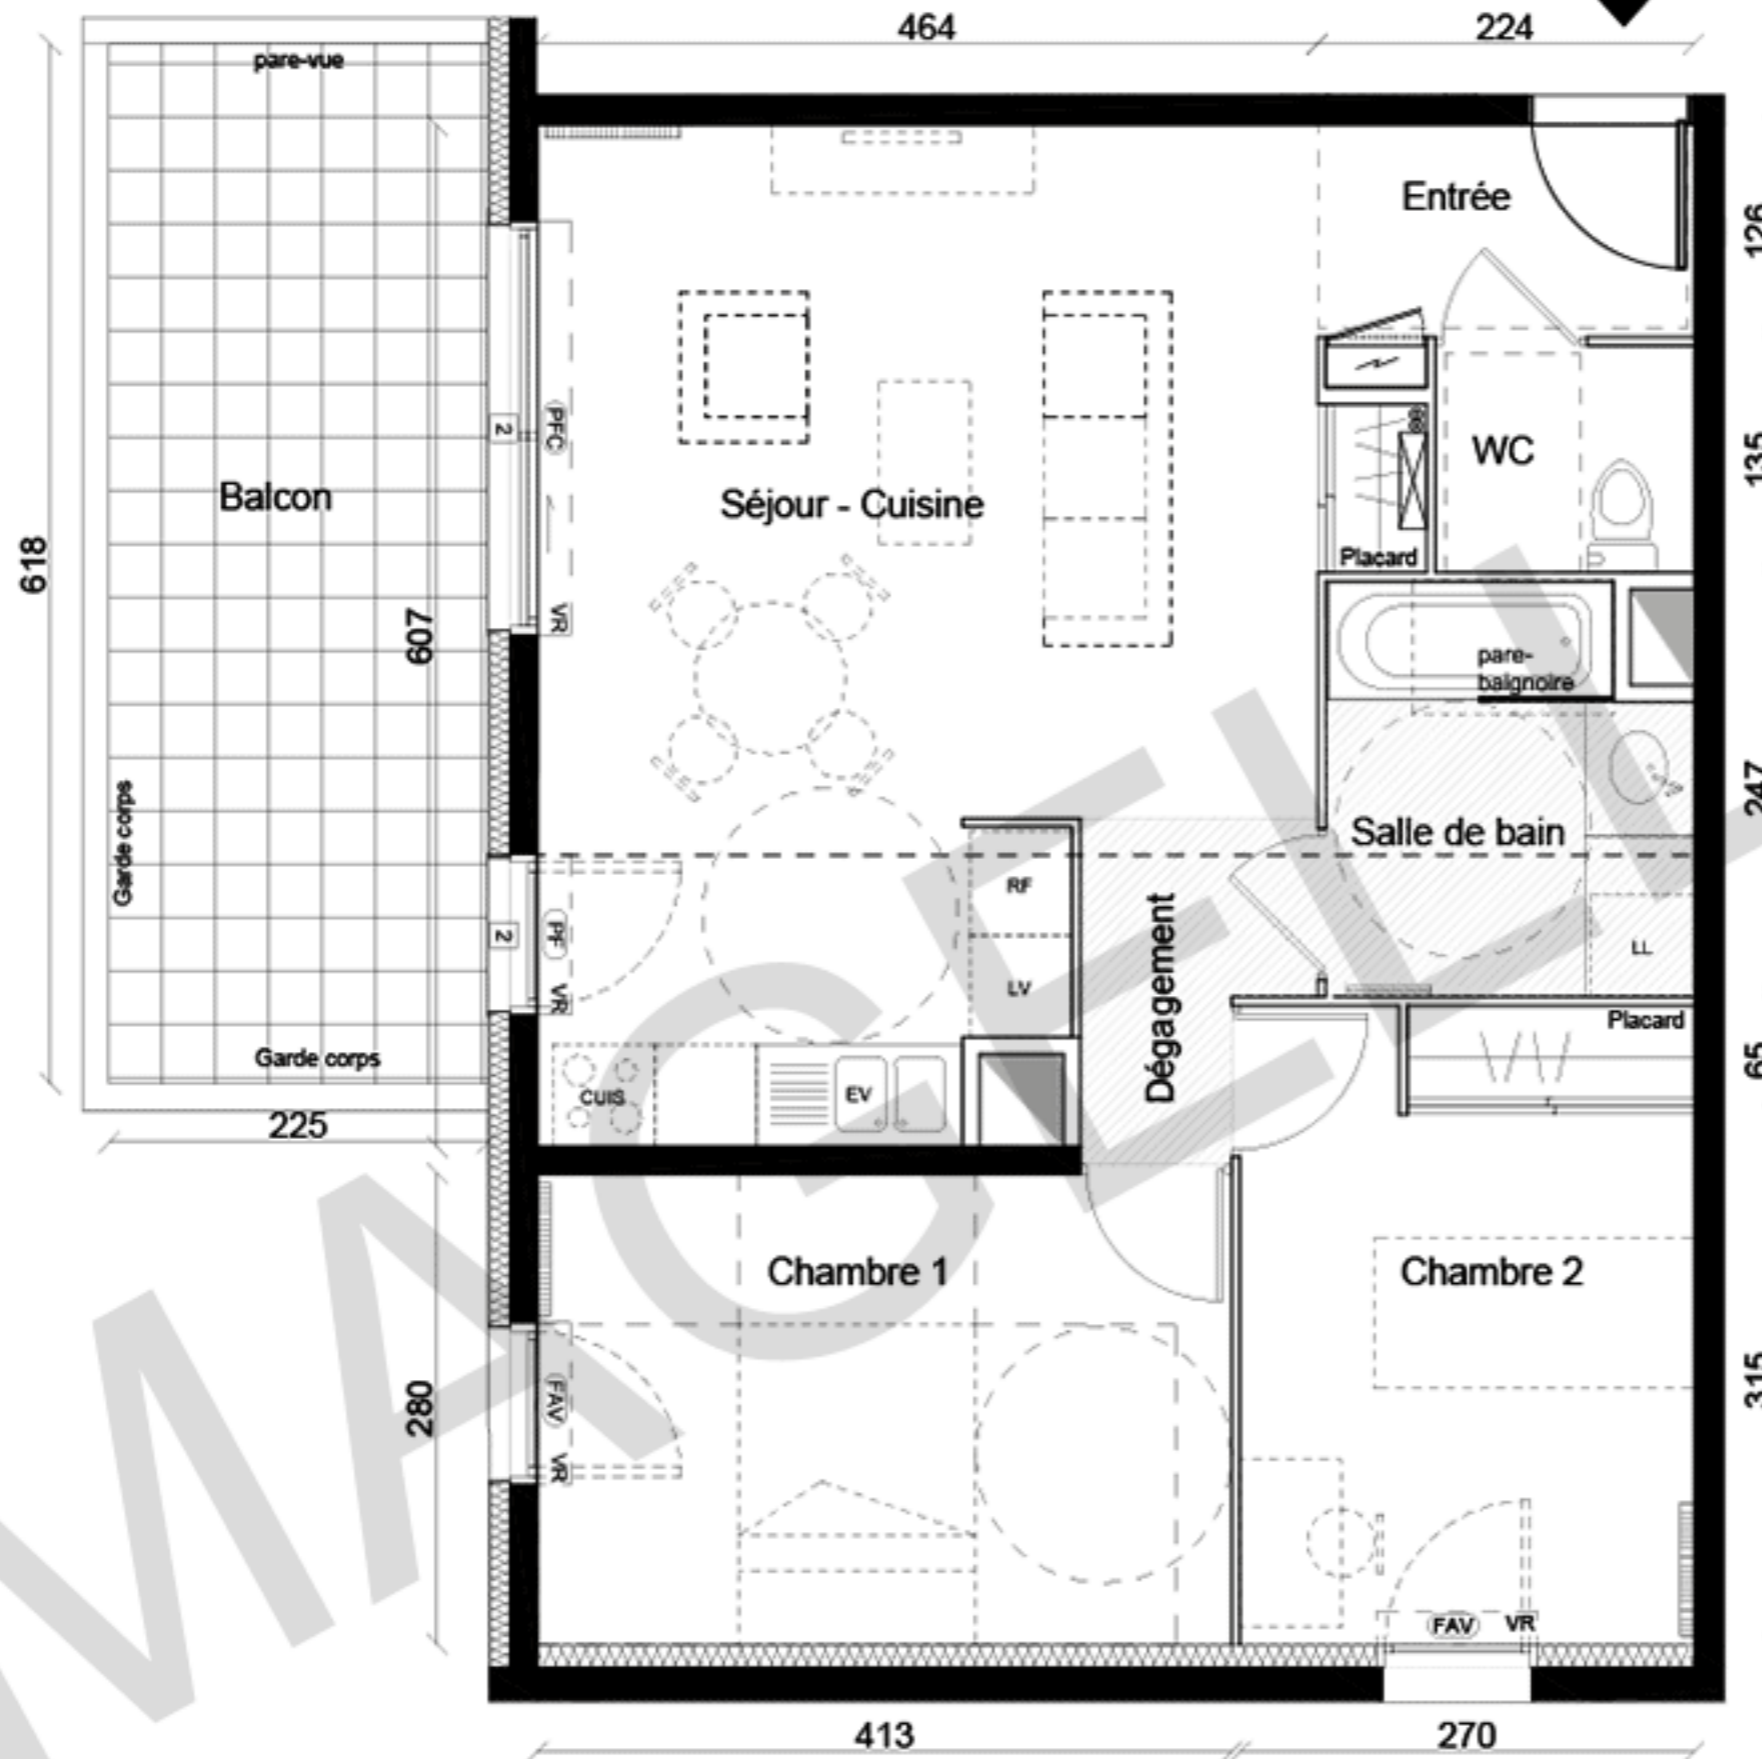 464
224
pare-vue
Entrée
126
PFC
2
WC
135
Balcon
Séjour - Cuisine
Placard
618
VR
607
pare-
baignoire
247
Garde corps
Salle de bain
RF
Dégagement
2
PF
LL
LV
VR
Placard
Garde corps
CUIS
EV
65
225
Chambre 1
Chambre 2
280
FAV
VR
315
FAV
VR
413
270